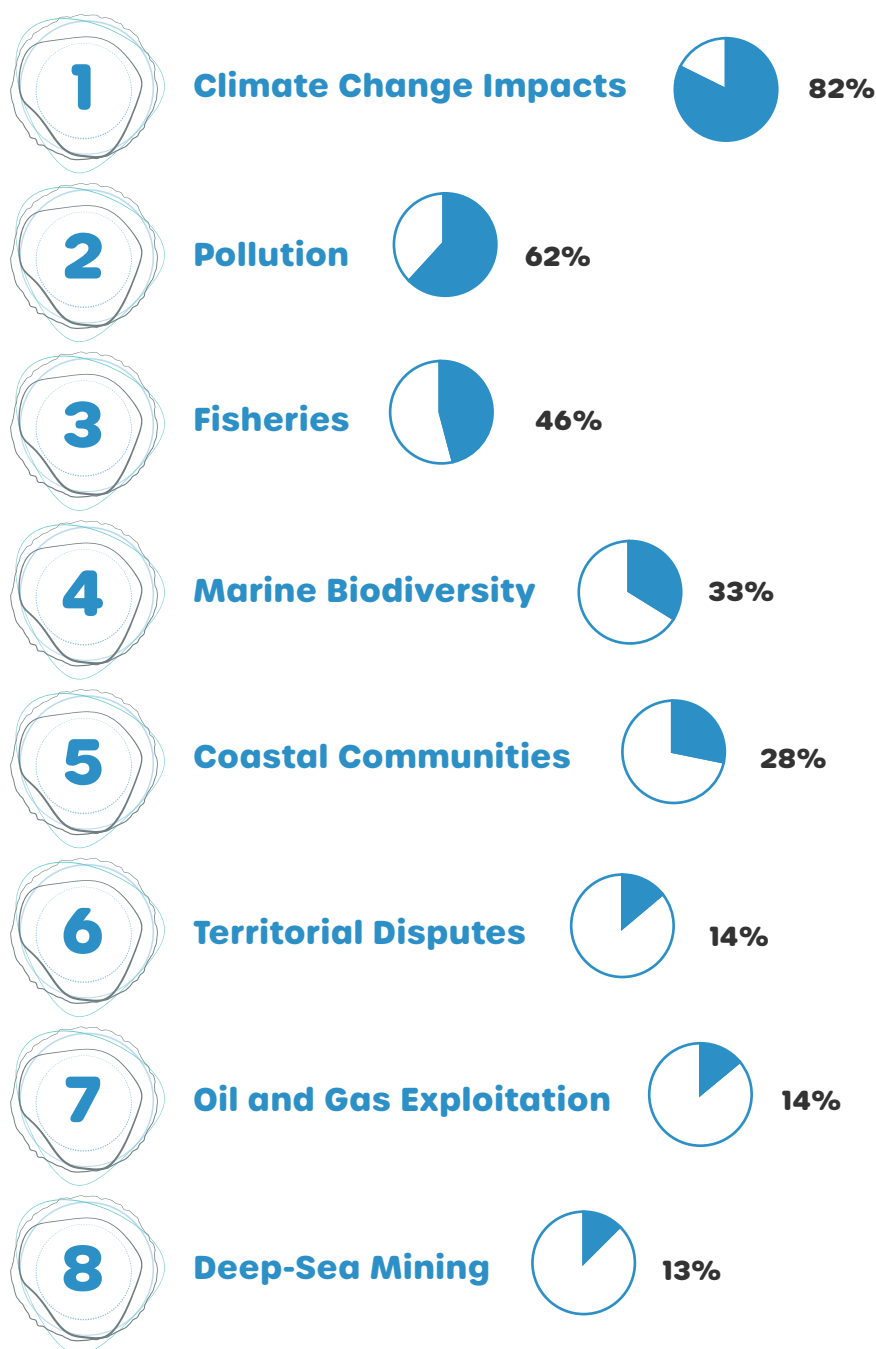 1 Climate Change Impacts 82%
2 Pollution 62%
3 Fisheries 46%
4 Marine Biodiversity 33%
5 Coastal Communities 28%
6 Territorial Disputes 14%
7 Oil and Gas Exploitation 14%
8 Deep-Sea Mining 13%